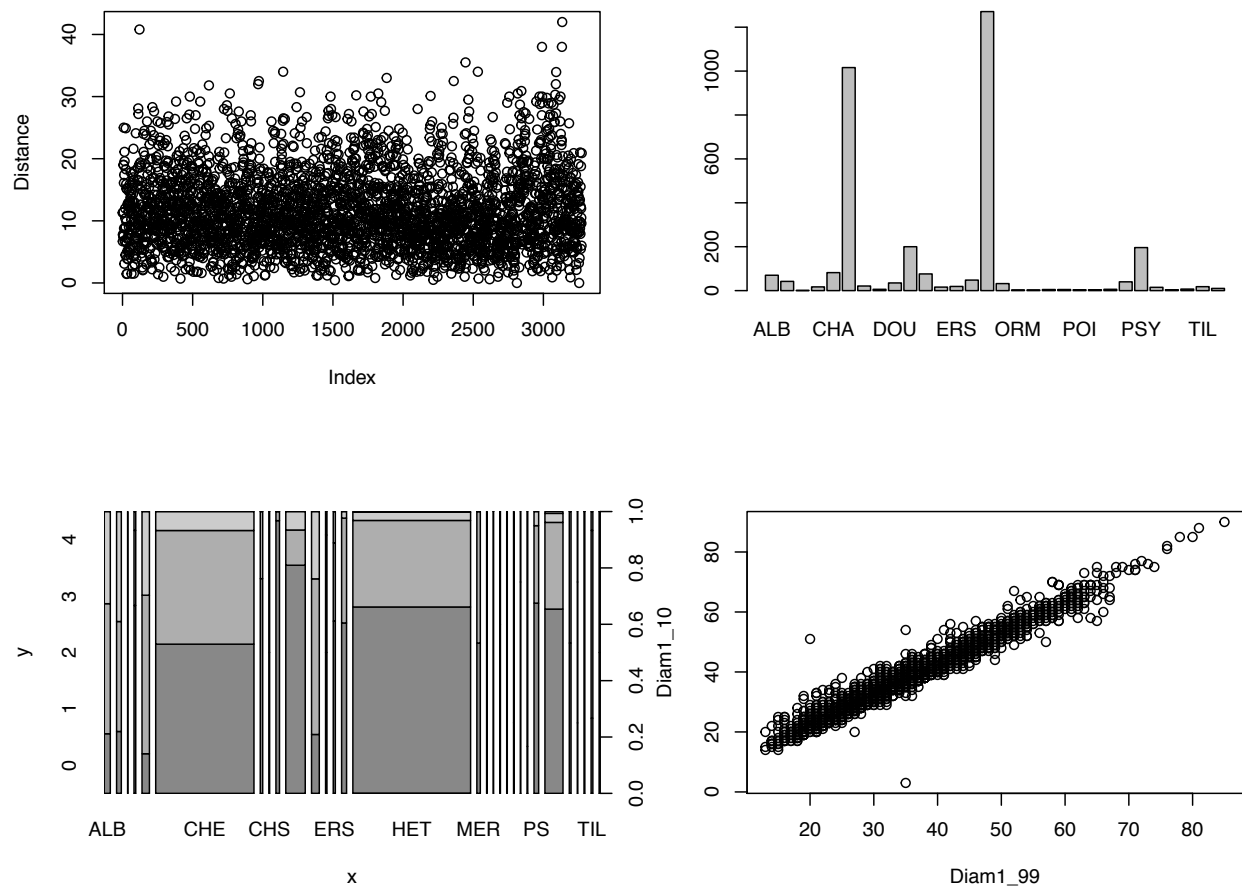 Distance
0 10 20 30 40
0 500 1000 1500 2000 2500 3000
Index
0 200 600 1000
ALB CHA DOU ERS ORM POI PSY TIL
y
0 1 2 3 4
0.0 0.2 0.4 0.6 0.8 1.0
ALB CHE CHS ERS HET MER PS TIL
x
Diam1_10
0 20 40 60 80
20 30 40 50 60 70 80
Diam1_99